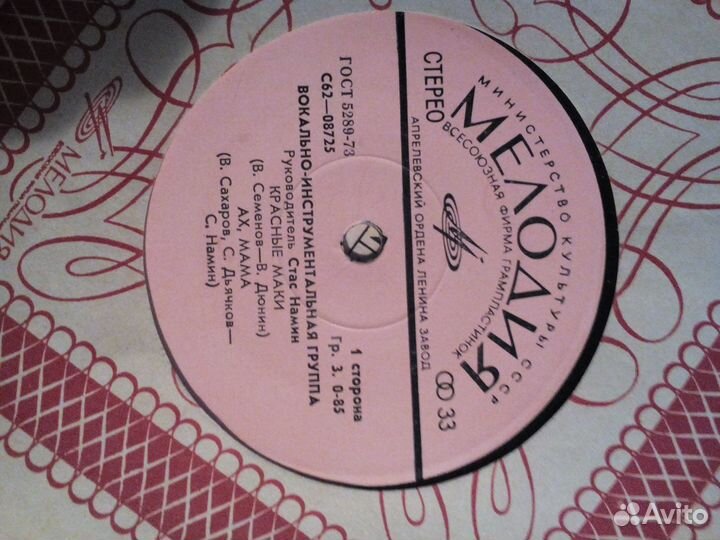 МИНИСТЕРСТВО КУЛЬТУРЫ СССР
МЕЛОДИЯ
ВСЕСОЮЗНАЯ ФИРМА ГРАМПЛАСТИНОК
СТЕРЕО
33
АПРЕЛЕВСКИЙ ОРДЕНА ЛЕНИНА ЗАВОД
ГОСТ 5289-73
С62—08725
1 сторона
Гр. 3. 0-85
ВОКАЛЬНО-ИНСТРУМЕНТАЛЬНАЯ ГРУППА
Руководитель Стас Намин
КРАСНЫЕ МАКИ
(В. Семенов—В. Дюнин)
АХ, МАМА
(В. Сахаров, С. Дьячков—
С. Намин)
МЕЛОДИЯ
Avito